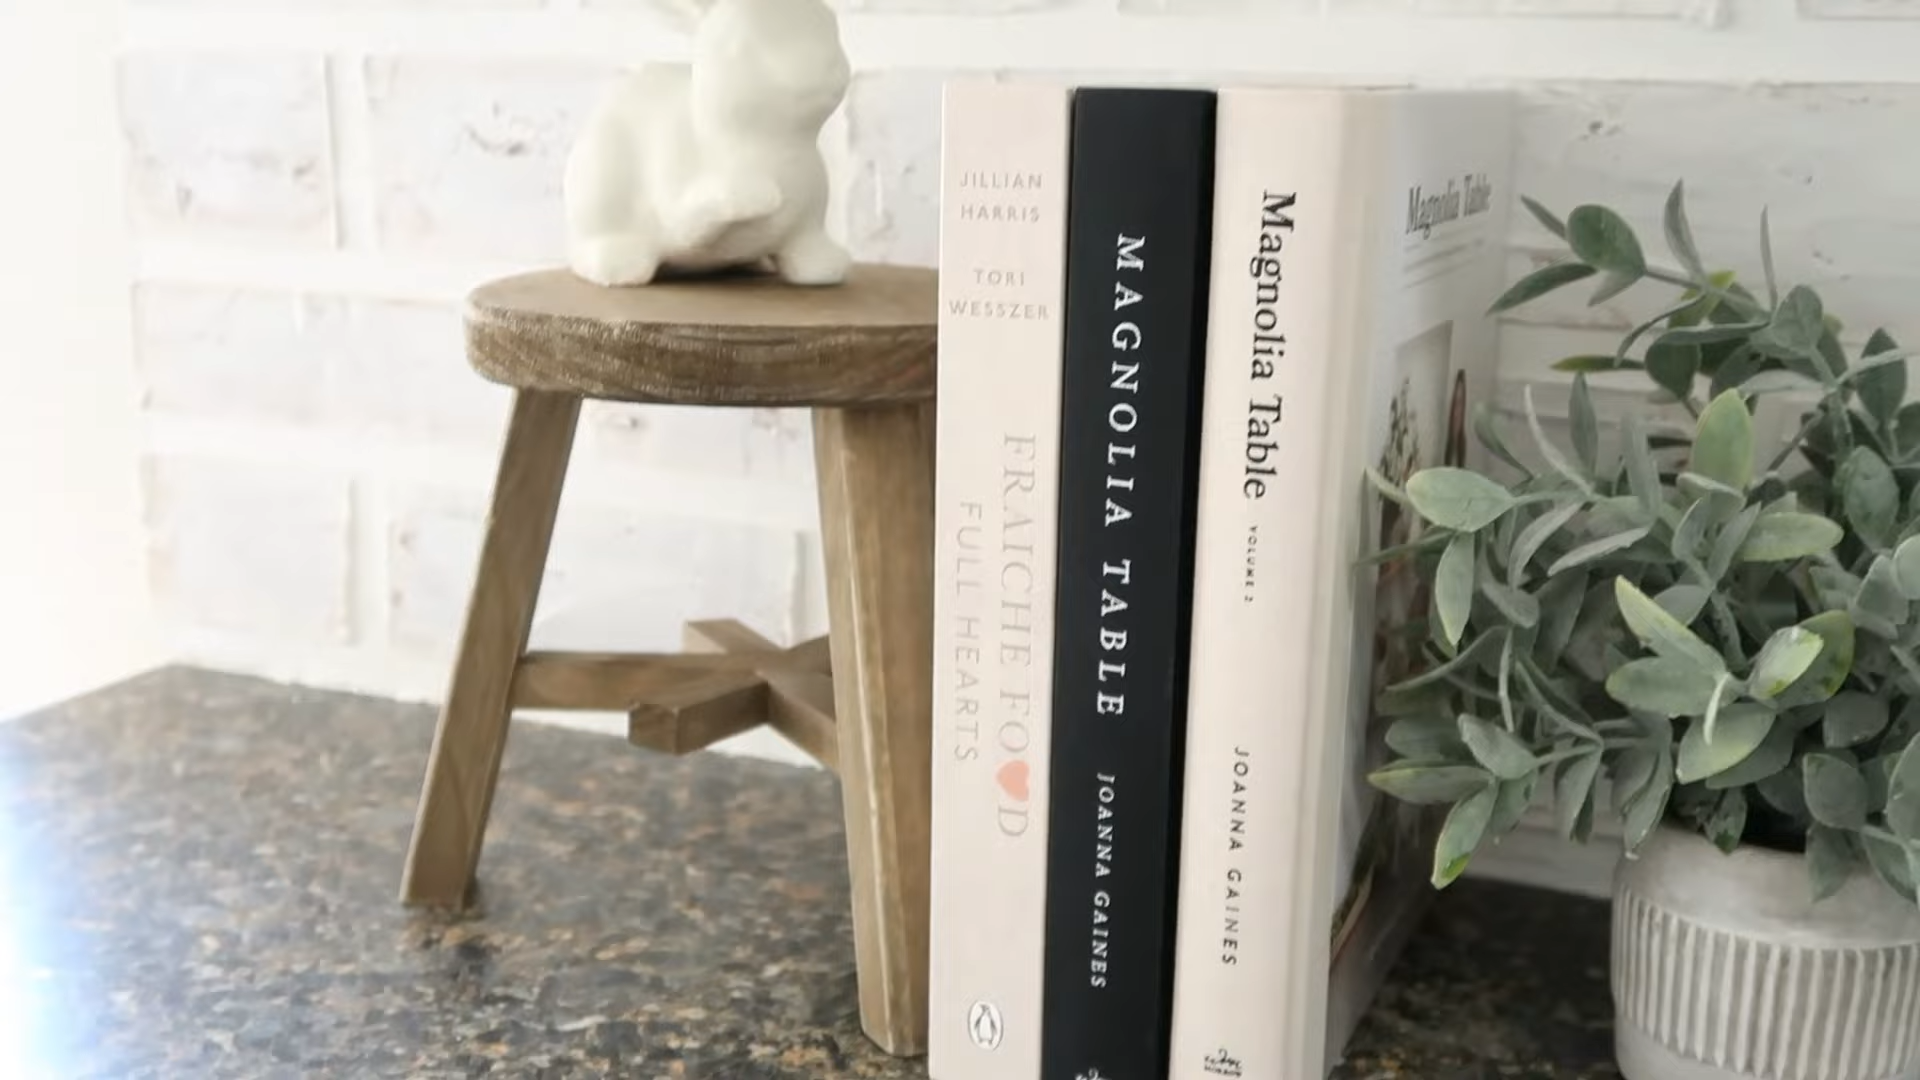 JILLIAN
HARRIS
TORI
WESSZER
FRAICHE FO♥D
FULL HEARTS
MAGNOLIA TABLE
JOANNA GAINES
Magnolia Table
VOLUME 2
JOANNA GAINES
Magnolia Table